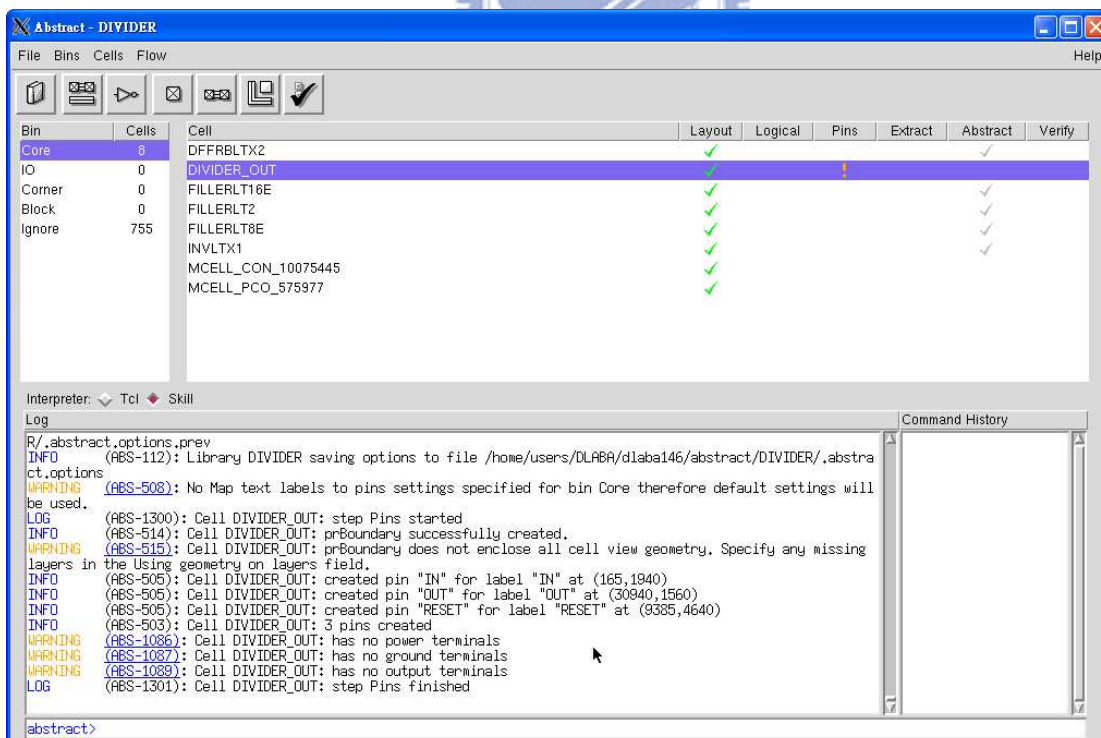 Abstract - DIVIDER
File Bins Cells Flow Help
Bin Cells
Core 8
IO 0
Corner 0
Block 0
Ignore 755
Cell Layout Logical Pins Extract Abstract Verify
DFFRBLTX2
DIVIDER_OUT !
FILLERLT16E
FILLERLT2
FILLERLT8E
INVLTX1
MCELL_CON_10075445
MCELL_PCO_575977
Interpreter: Tcl Skill
Log
R/.abstract.options.prev
INFO (ABS-112): Library DIVIDER saving options to file /home/users/DLABA/dlaba146/abstract/DIVIDER/.abstra
ct.options
WARNING (ABS-508): No Map text labels to pins settings specified for bin Core therefore default settings will
be used.
LOG (ABS-1300): Cell DIVIDER_OUT: step Pins started
INFO (ABS-514): Cell DIVIDER_OUT: prBoundary successfully created.
WARNING (ABS-515): Cell DIVIDER_OUT: prBoundary does not enclose all cell view geometry. Specify any missing
layers in the Using geometry on layers field.
INFO (ABS-505): Cell DIVIDER_OUT: created pin "IN" for label "IN" at (165,1940)
INFO (ABS-505): Cell DIVIDER_OUT: created pin "OUT" for label "OUT" at (30940,1560)
INFO (ABS-505): Cell DIVIDER_OUT: created pin "RESET" for label "RESET" at (9385,4640)
INFO (ABS-503): Cell DIVIDER_OUT: 3 pins created
WARNING (ABS-1086): Cell DIVIDER_OUT: has no power terminals
WARNING (ABS-1087): Cell DIVIDER_OUT: has no ground terminals
WARNING (ABS-1089): Cell DIVIDER_OUT: has no output terminals
LOG (ABS-1301): Cell DIVIDER_OUT: step Pins finished
Command History
abstract>